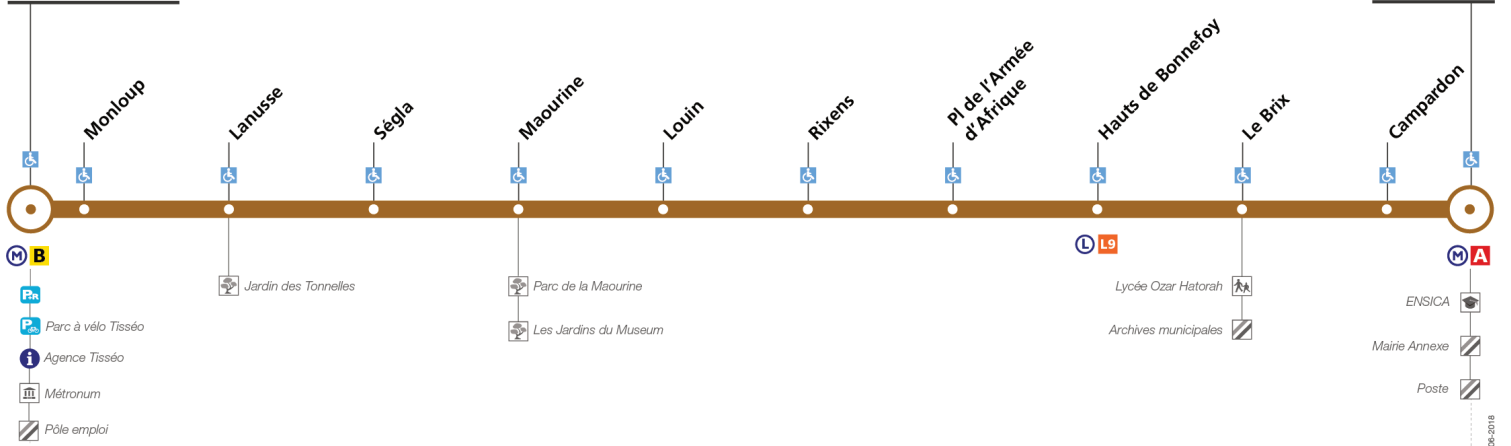 Monloup
Lanusse
Ségla
Maourine
Louin
Rixens
Pl de l'Armée
d'Afrique
Hauts de Bonnefoy
Le Brix
Campardon
M B
L L9
M A
P+R
Jardin des Tonnelles
Parc de la Maourine
Lycée Ozar Hatorah
ENSICA
P Parc à vélo Tisséo
Les Jardins du Museum
Archives municipales
Mairie Annexe
i Agence Tisséo
Métronum
Poste
Pôle emploi
06-2018